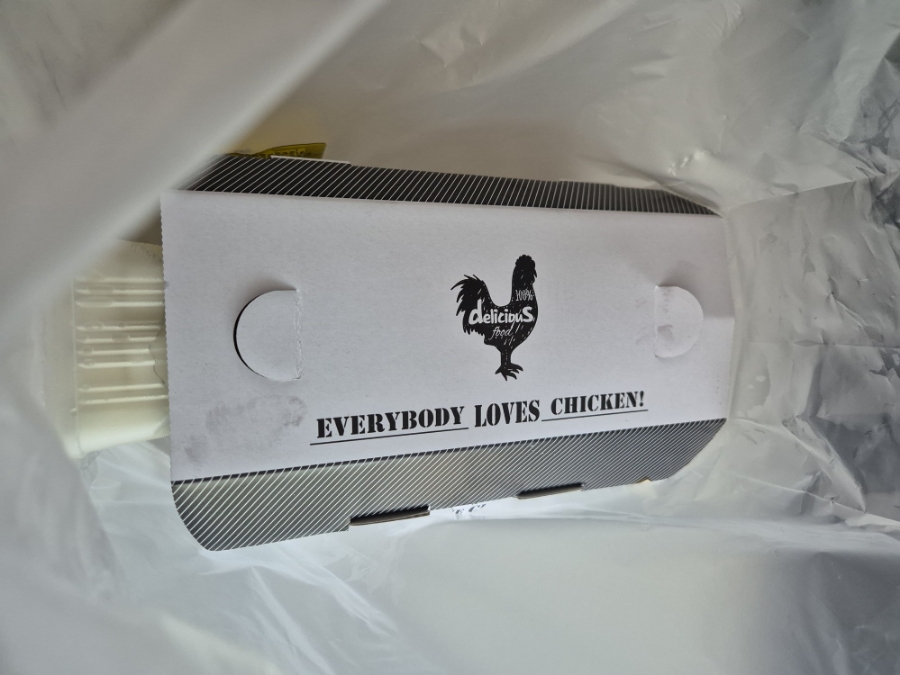 100%
delicious
food
EVERYBODY LOVES CHICKEN!